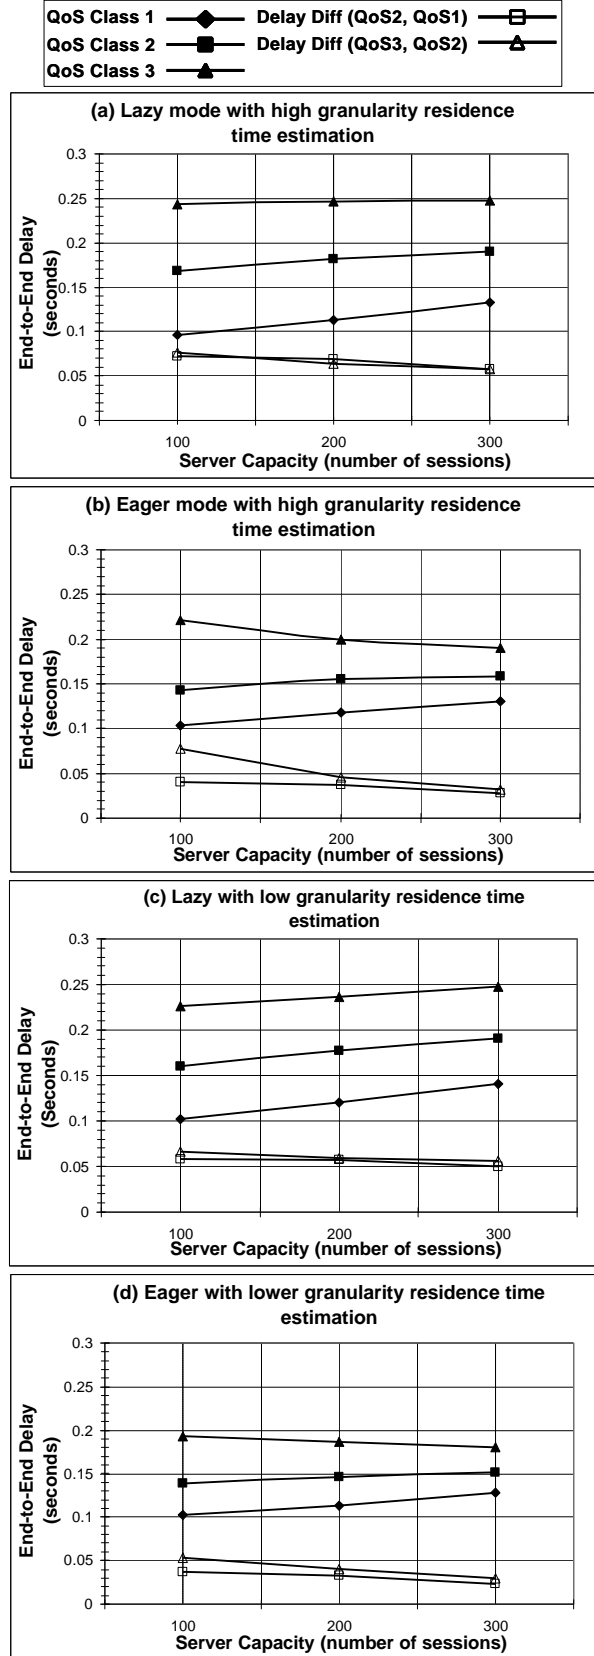 QoS Class 1
Delay Diff (QoS2, QoS1)
QoS Class 2
Delay Diff (QoS3, QoS2)
QoS Class 3
(a) Lazy mode with high granularity residence
time estimation
End-to-End Delay
(seconds)
0.3
0.25
0.2
0.15
0.1
0.05
0
100
200
300
Server Capacity (number of sessions)
(b) Eager mode with high granularity residence
time estimation
End-to-End Delay
(seconds)
0.3
0.25
0.2
0.15
0.1
0.05
0
100
200
300
Server Capacity (number of sessions)
(c) Lazy with low granularity residence time
estimation
End-to-End Delay
(Seconds)
0.3
0.25
0.2
0.15
0.1
0.05
0
100
200
300
Server Capacity (number of sessions)
(d) Eager with lower granularity residence time
estimation
End-to-End Delay
(seconds)
0.3
0.25
0.2
0.15
0.1
0.05
0
100
200
300
Server Capacity (number of sessions)